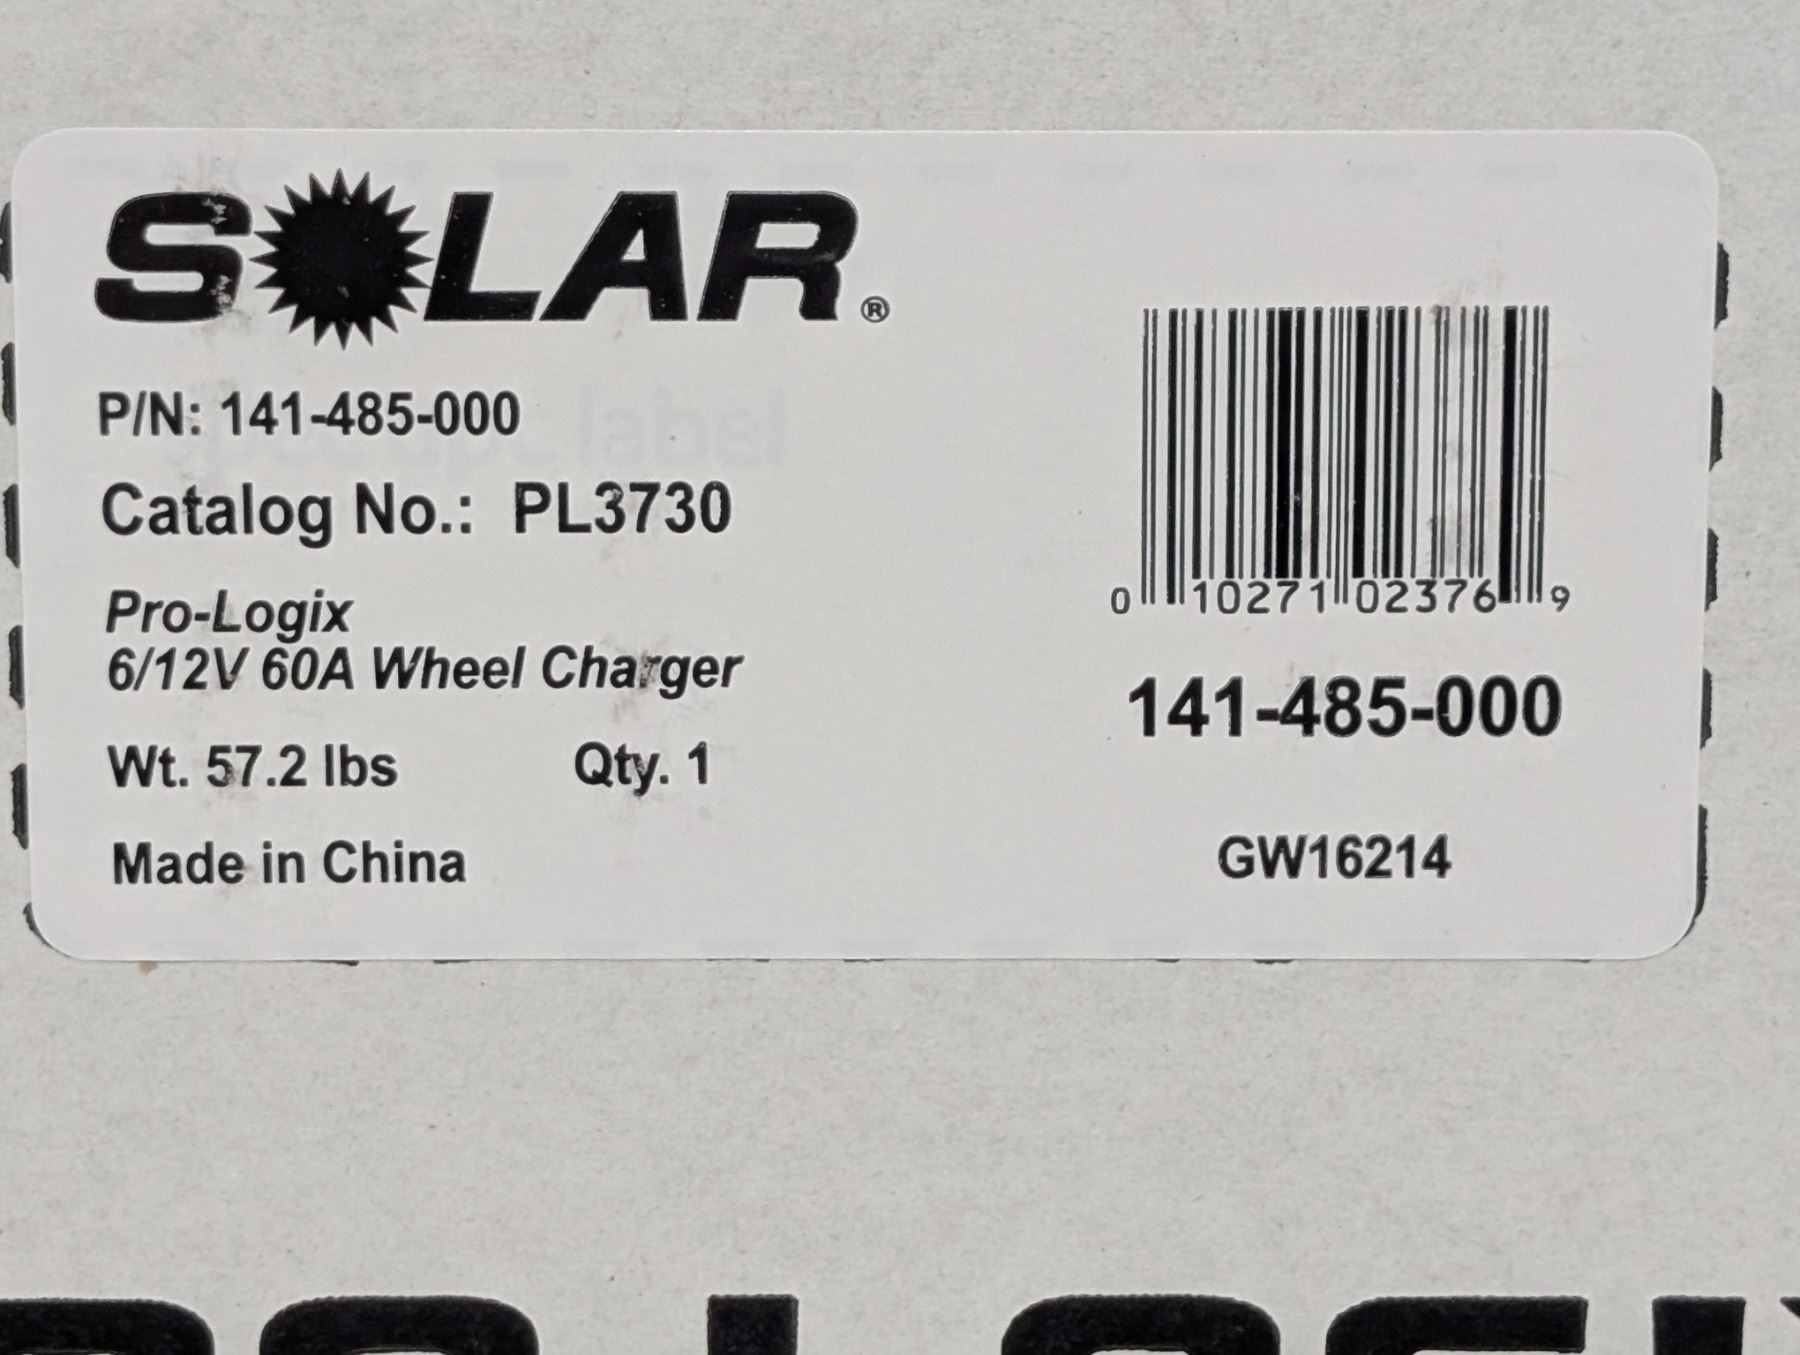 SOLAR®
P/N: 141-485-000
Catalog No.: PL3730
Pro-Logix
6/12V 60A Wheel Charger
Wt. 57.2 lbs Qty. 1
Made in China
0 10271 02376 9
141-485-000
GW16214